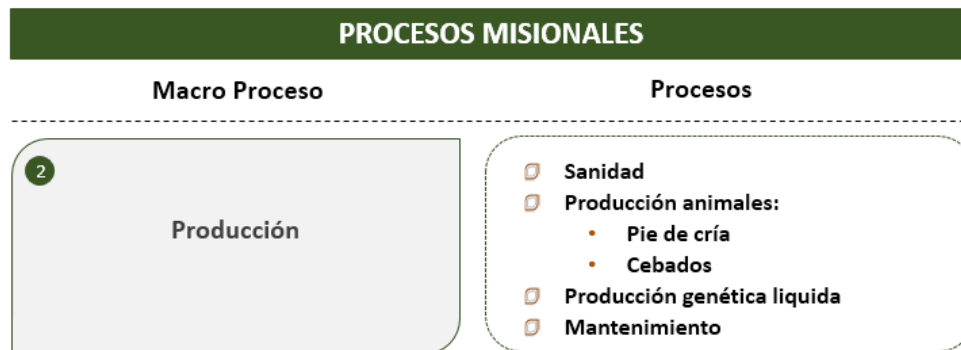 PROCESOS MISIONALES
Macro Proceso
Procesos
2
Producción
Sanidad
Producción animales:
Pie de cría
Cebados
Producción genética liquida
Mantenimiento